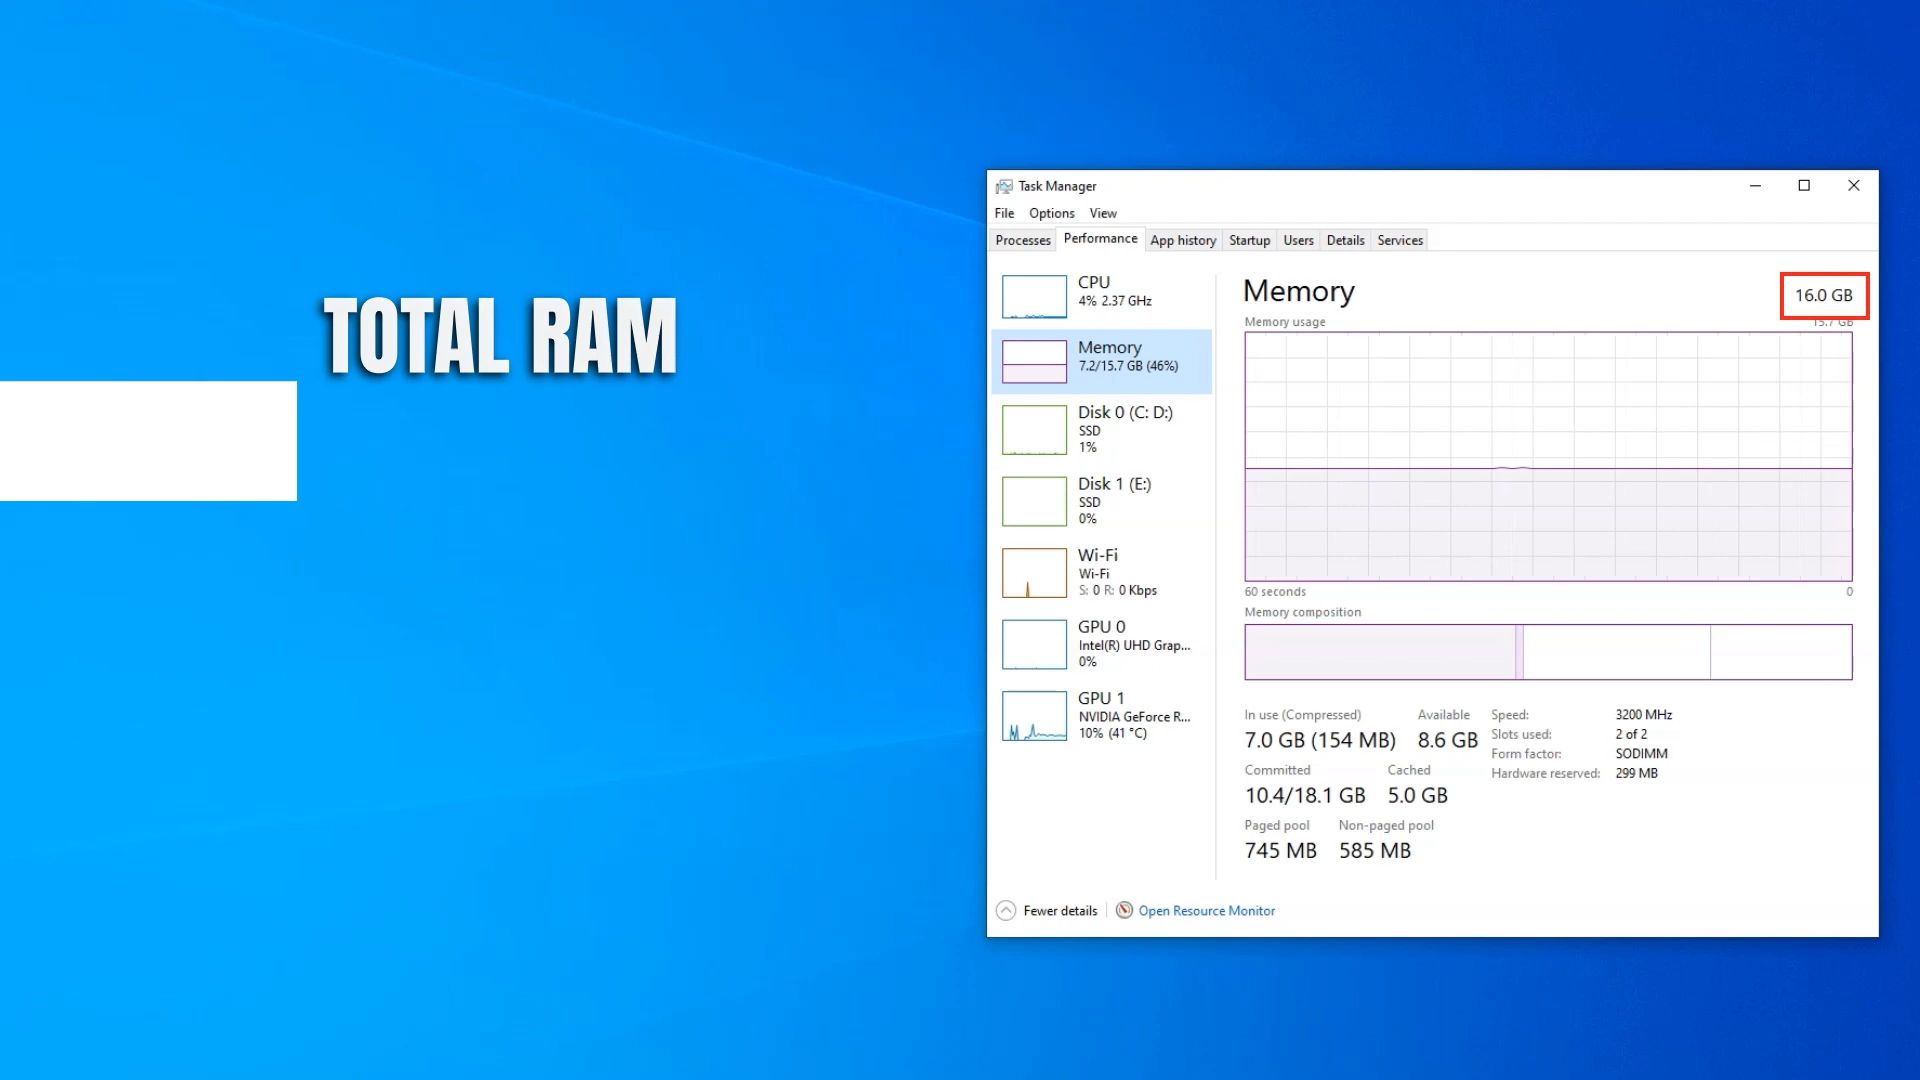 TOTAL RAM
Task Manager
File Options View
Processes Performance App history Startup Users Details Services
CPU
4% 2.37 GHz
Memory
7.2/15.7 GB (46%)
Disk 0 (C: D:)
SSD
1%
Disk 1 (E:)
SSD
0%
Wi-Fi
Wi-Fi
S: 0 R: 0 Kbps
GPU 0
Intel(R) UHD Grap...
0%
GPU 1
NVIDIA GeForce R...
10% (41 °C)
Memory 16.0 GB
Memory usage 15.7 GB
60 seconds 0
Memory composition
In use (Compressed) Available
7.0 GB (154 MB) 8.6 GB
Committed Cached
10.4/18.1 GB 5.0 GB
Paged pool Non-paged pool
745 MB 585 MB
Speed: 3200 MHz
Slots used: 2 of 2
Form factor: SODIMM
Hardware reserved: 299 MB
Fewer details Open Resource Monitor